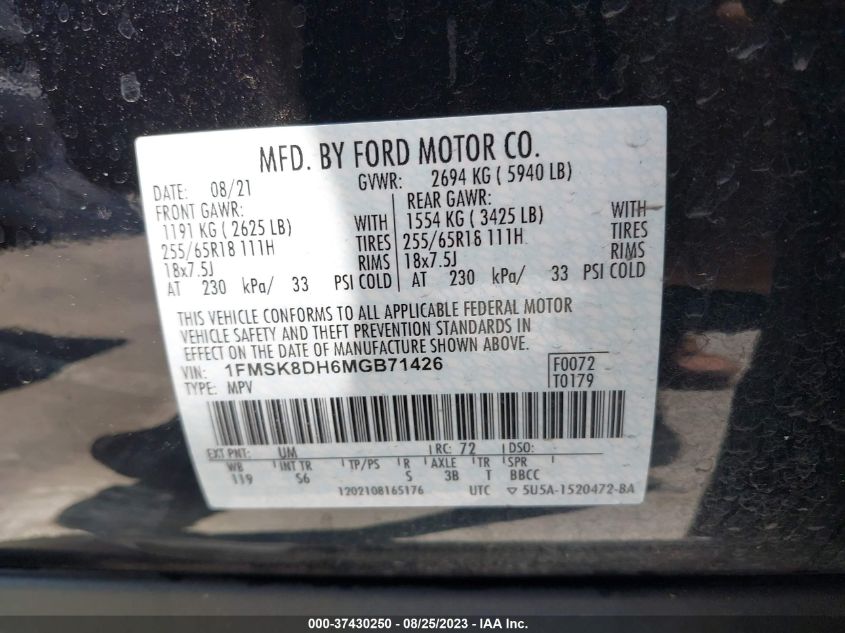 MFD. BY FORD MOTOR CO.
DATE: 08/21 GVWR: 2694 KG ( 5940 LB)
FRONT GAWR: REAR GAWR:
1191 KG ( 2625 LB) WITH 1554 KG ( 3425 LB) WITH
255/65R18 111H TIRES 255/65R18 111H TIRES
18x7.5J RIMS 18x7.5J RIMS
AT 230 kPa/ 33 PSI COLD AT 230 kPa/ 33 PSI COLD
THIS VEHICLE CONFORMS TO ALL APPLICABLE FEDERAL MOTOR
VEHICLE SAFETY AND THEFT PREVENTION STANDARDS IN
EFFECT ON THE DATE OF MANUFACTURE SHOWN ABOVE.
VIN: 1FMSK8DH6MGB71426 F0072
TYPE: MPV T0179
EXT PNT: UM RC: 72 DSO:
WB INT TR TP/PS R AXLE TR SPR
119 S6 S 3B T BBCC
1202108165176 UTC ▽ 5U5A-1520472-BA
000-37430250 - 08/25/2023 - IAA Inc.